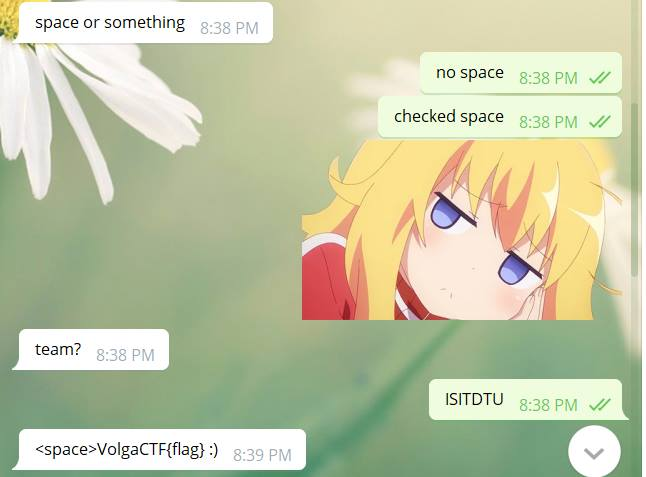 space or something 8:38 PM
no space 8:38 PM
checked space 8:38 PM
team? 8:38 PM
ISITDTU 8:38 PM
<space>VolgaCTF{flag} :) 8:39 PM